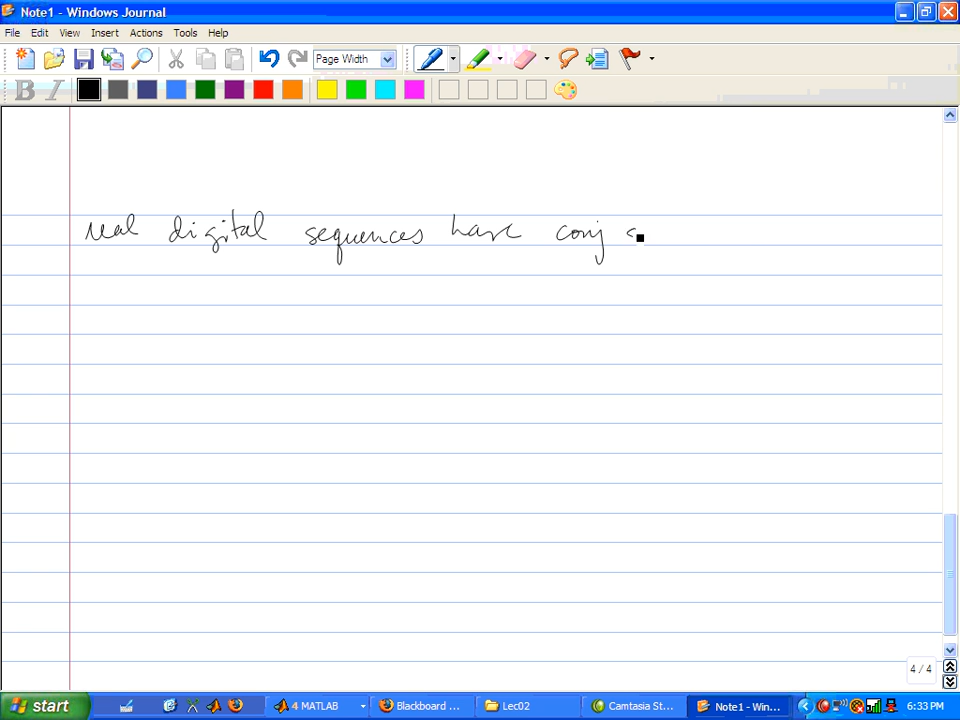 Note1 - Windows Journal
File Edit View Insert Actions Tools Help
Page Width
B I
real digital sequences have conj
4 / 4
start 4 MATLAB Blackboard ... Lec02 Camtasia St... Note1 - Win... 6:33 PM